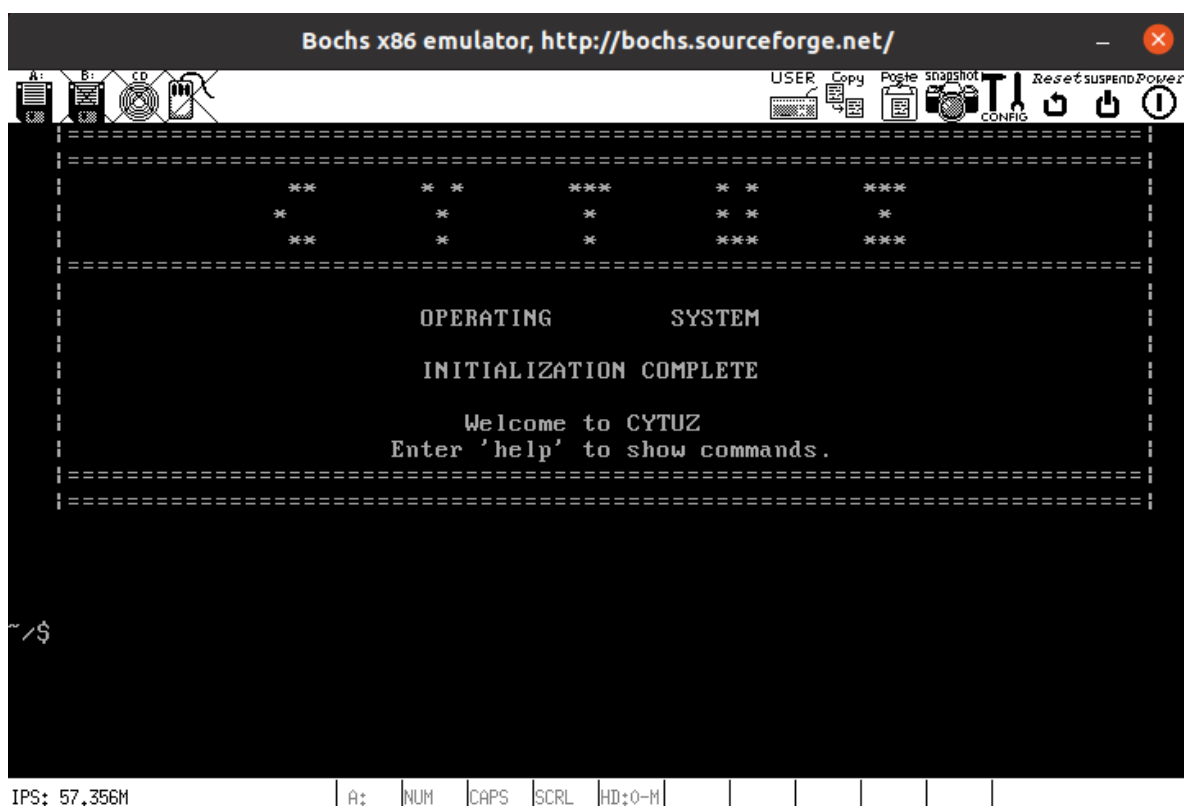 Bochs x86 emulator, http://bochs.sourceforge.net/
A: B: CD USER Copy Poste snapshot CONFIG Reset SUSPEND Power
¦=========================================================================¦
¦=========================================================================¦
¦               **       * *       ***       * *       ***                ¦
¦              *          *         *        * *        *                 ¦
¦               **        *         *        ***       ***                ¦
¦=========================================================================¦
OPERATING        SYSTEM
INITIALIZATION COMPLETE
Welcome to CYTUZ
Enter 'help' to show commands.
¦=========================================================================¦
¦=========================================================================¦
~/$
IPS: 57.356M A: NUM CAPS SCRL HD:0-M